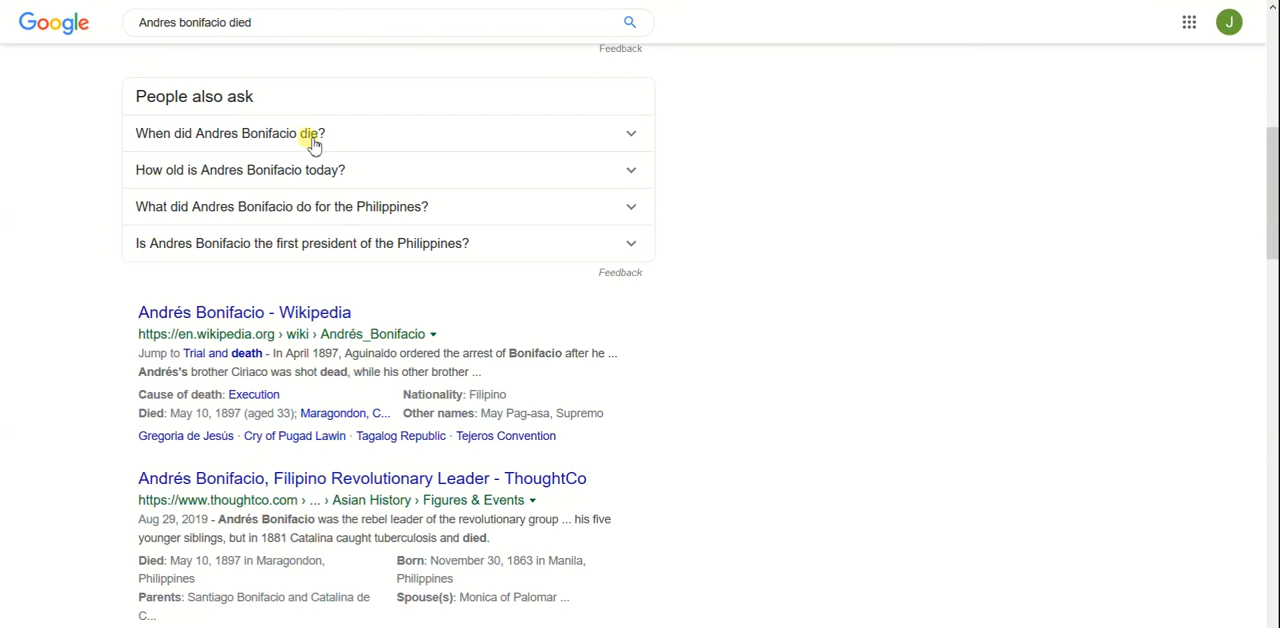 Google
Andres bonifacio died
J
Feedback
People also ask
When did Andres Bonifacio die?
How old is Andres Bonifacio today?
What did Andres Bonifacio do for the Philippines?
Is Andres Bonifacio the first president of the Philippines?
Feedback
Andrés Bonifacio - Wikipedia
https://en.wikipedia.org › wiki › Andrés_Bonifacio
Jump to Trial and death - In April 1897, Aguinaldo ordered the arrest of Bonifacio after he ...
Andrés's brother Ciriaco was shot dead, while his other brother ...
Cause of death: Execution
Nationality: Filipino
Died: May 10, 1897 (aged 33); Maragondon, C...
Other names: May Pag-asa, Supremo
Gregoria de Jesús · Cry of Pugad Lawin · Tagalog Republic · Tejeros Convention
Andrés Bonifacio, Filipino Revolutionary Leader - ThoughtCo
https://www.thoughtco.com › ... › Asian History › Figures & Events
Aug 29, 2019 - Andrés Bonifacio was the rebel leader of the revolutionary group ... his five
younger siblings, but in 1881 Catalina caught tuberculosis and died.
Died: May 10, 1897 in Maragondon,
Philippines
Born: November 30, 1863 in Manila,
Philippines
Parents: Santiago Bonifacio and Catalina de
C...
Spouse(s): Monica of Palomar ...